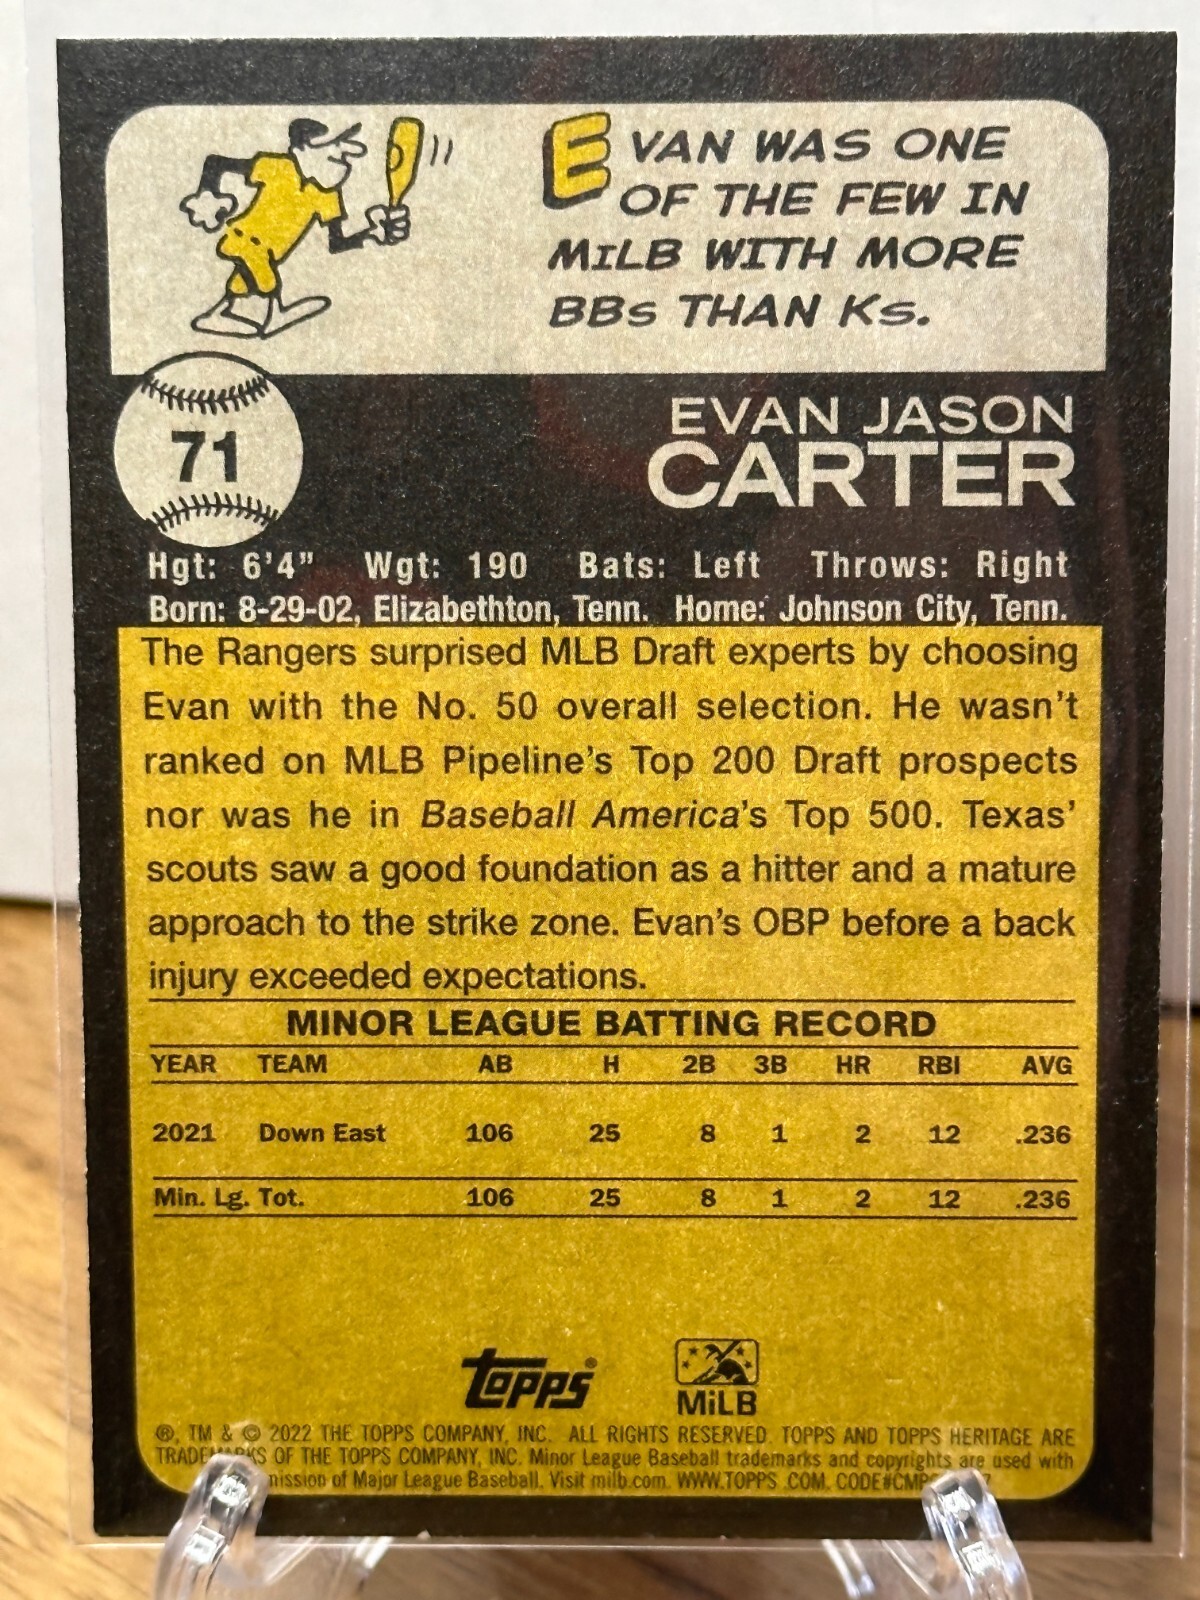 EVAN WAS ONE
OF THE FEW IN
MiLB WITH MORE
BBs THAN Ks.
71
EVAN JASON
CARTER
Hgt: 6'4" Wgt: 190 Bats: Left Throws: Right
Born: 8-29-02, Elizabethton, Tenn. Home: Johnson City, Tenn.
The Rangers surprised MLB Draft experts by choosing
Evan with the No. 50 overall selection. He wasn't
ranked on MLB Pipeline's Top 200 Draft prospects
nor was he in Baseball America's Top 500. Texas'
scouts saw a good foundation as a hitter and a mature
approach to the strike zone. Evan's OBP before a back
injury exceeded expectations.
MINOR LEAGUE BATTING RECORD
YEAR TEAM AB H 2B 3B HR RBI AVG
2021 Down East 106 25 8 1 2 12 .236
Min. Lg. Tot. 106 25 8 1 2 12 .236
Topps®
MiLB
®, TM & © 2022 THE TOPPS COMPANY, INC. ALL RIGHTS RESERVED. TOPPS AND TOPPS HERITAGE ARE
TRADEMARKS OF THE TOPPS COMPANY, INC. Minor League Baseball trademarks and copyrights are used with
of Major League Baseball. Visit milb.com. WWW.TOPPS.COM.